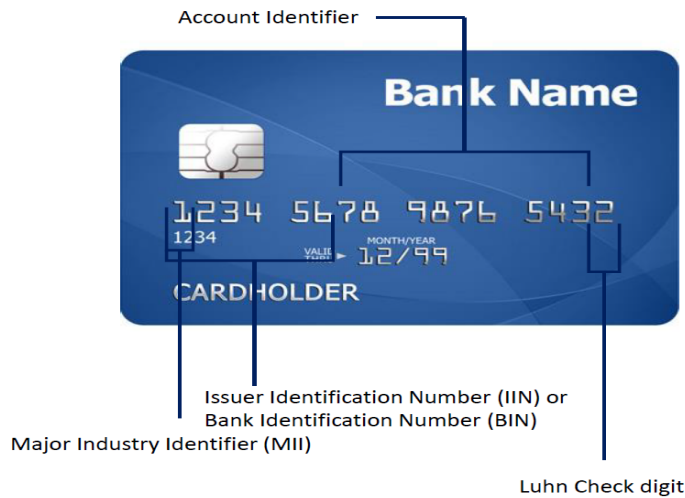 Account Identifier
Bank Name
1234 5678 9876 5432
1234
VALID THRU
MONTH/YEAR
12/99
CARDHOLDER
Issuer Identification Number (IIN) or
Bank Identification Number (BIN)
Major Industry Identifier (MII)
Luhn Check digit